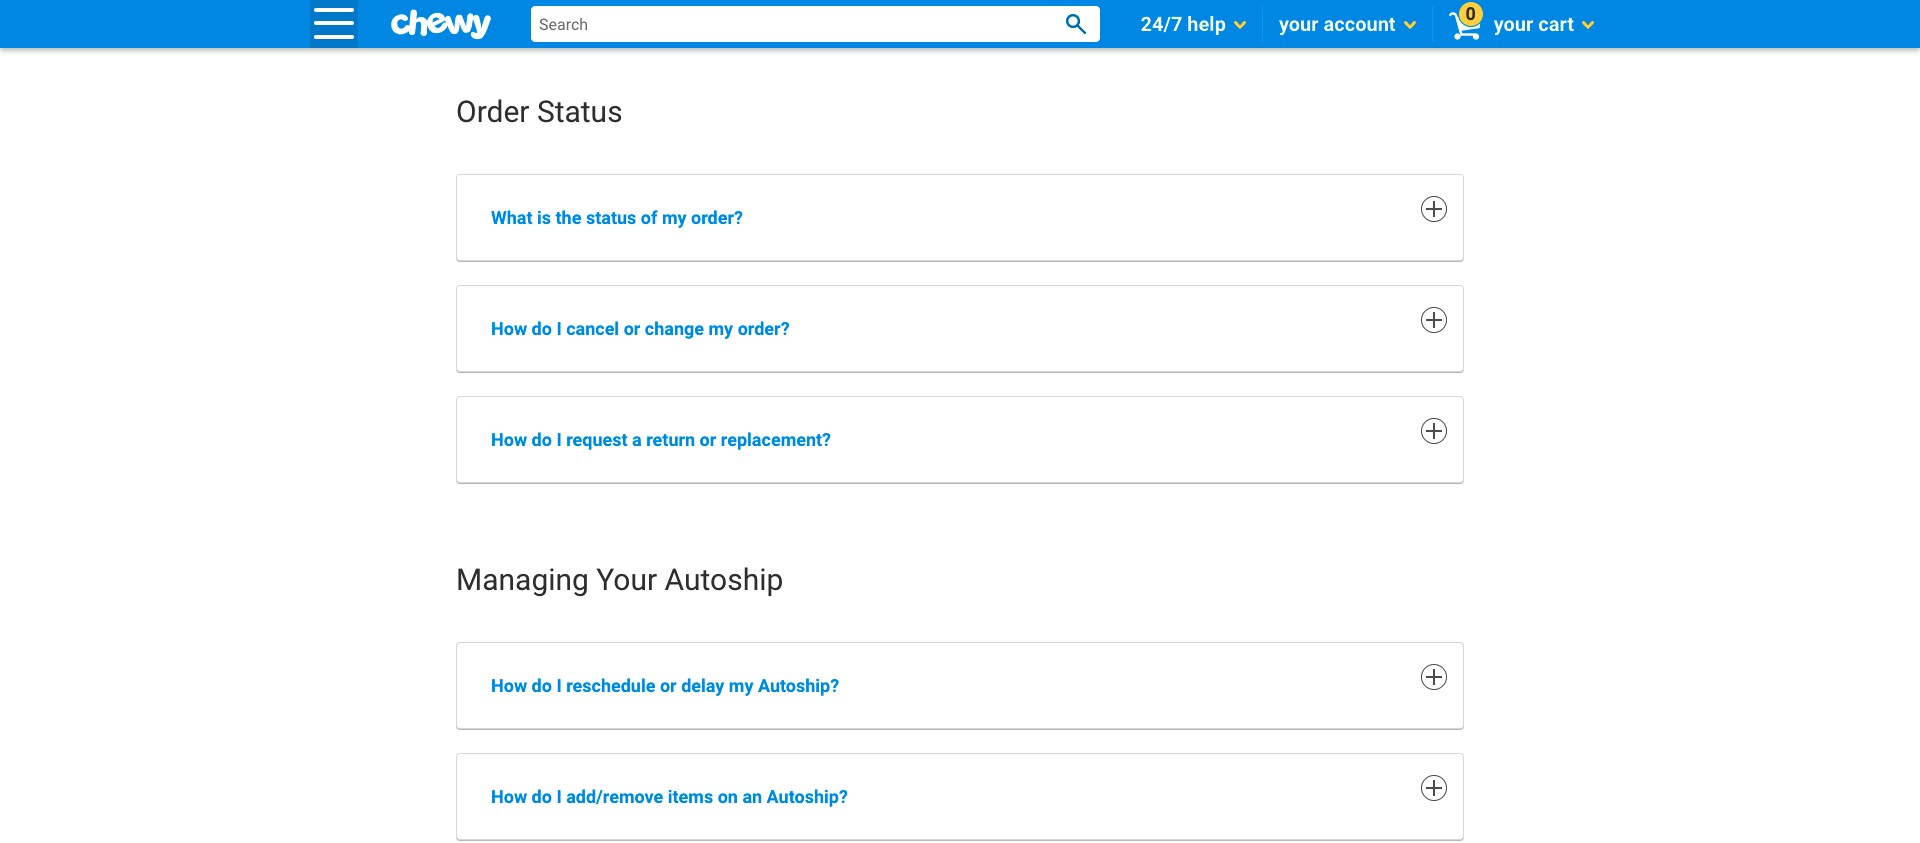 chewy
Search
24/7 help
your account
0
your cart
Order Status
What is the status of my order?
How do I cancel or change my order?
How do I request a return or replacement?
Managing Your Autoship
How do I reschedule or delay my Autoship?
How do I add/remove items on an Autoship?